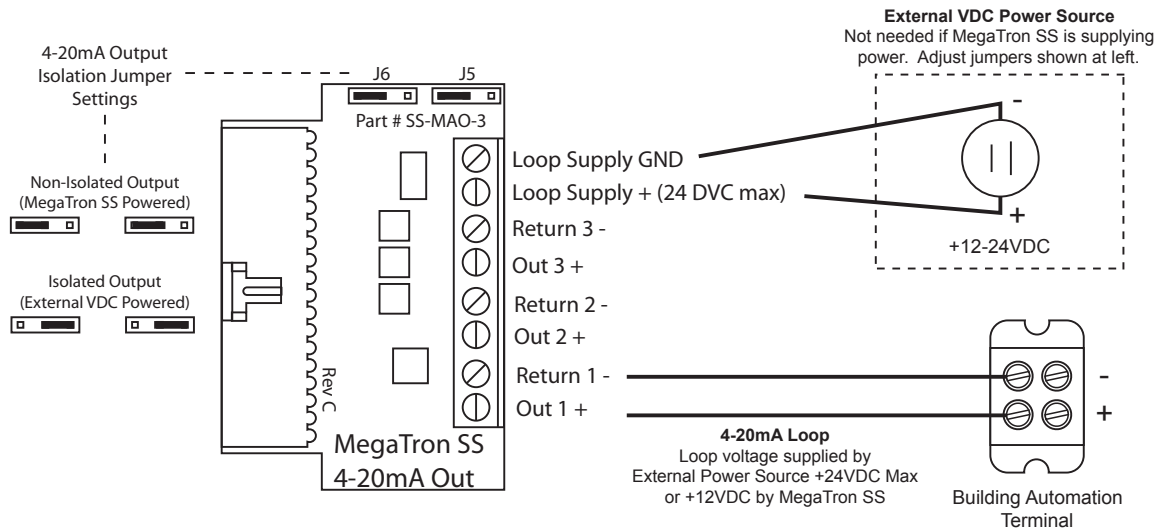 External VDC Power Source
Not needed if MegaTron SS is supplying
power. Adjust jumpers shown at left.
4-20mA Output
Isolation Jumper
Settings
J6
J5
Part # SS-MAO-3
-
Loop Supply GND
Loop Supply + (24 DVC max)
Non-Isolated Output
(MegaTron SS Powered)
Return 3 -
+
+12-24VDC
Out 3 +
Isolated Output
(External VDC Powered)
Return 2 -
Out 2 +
Return 1 -
-
Rev C
Out 1 +
+
MegaTron SS
4-20mA Out
4-20mA Loop
Loop voltage supplied by
External Power Source +24VDC Max
or +12VDC by MegaTron SS
Building Automation
Terminal